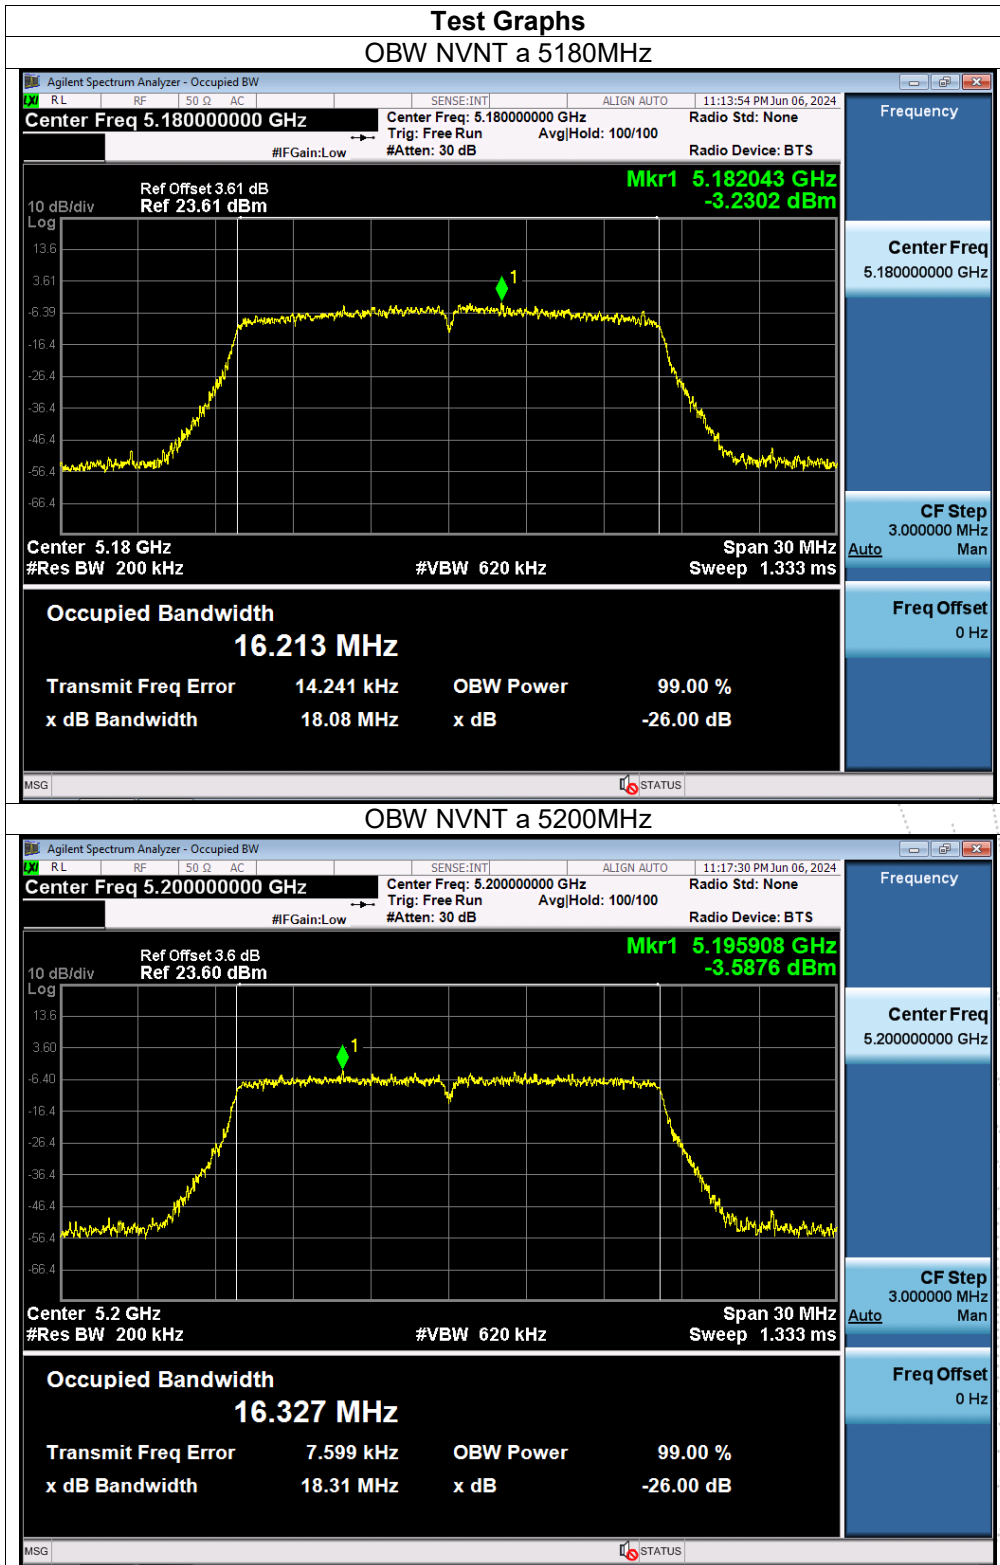 Test Graphs
OBW NVNT a 5180MHz
Agilent Spectrum Analyzer - Occupied BW
LXI RL RF 50 Ω AC SENSE:INT ALIGN AUTO 11:13:54 PM Jun 06, 2024
Center Freq 5.180000000 GHz
Center Freq: 5.180000000 GHz Radio Std: None
Trig: Free Run Avg|Hold: 100/100
#IFGain:Low #Atten: 30 dB Radio Device: BTS
Frequency
Mkr1 5.182043 GHz
-3.2302 dBm
Ref Offset 3.61 dB
10 dB/div Ref 23.61 dBm
Log
13.6
3.61
-6.39
-16.4
-26.4
-36.4
-46.4
-56.4
-66.4
1
Center Freq
5.180000000 GHz
CF Step
3.000000 MHz
Auto Man
Freq Offset
0 Hz
Center 5.18 GHz Span 30 MHz
#Res BW 200 kHz #VBW 620 kHz Sweep 1.333 ms
Occupied Bandwidth
16.213 MHz
Transmit Freq Error 14.241 kHz OBW Power 99.00 %
x dB Bandwidth 18.08 MHz x dB -26.00 dB
MSG STATUS
OBW NVNT a 5200MHz
Agilent Spectrum Analyzer - Occupied BW
LXI RL RF 50 Ω AC SENSE:INT ALIGN AUTO 11:17:30 PM Jun 06, 2024
Center Freq 5.200000000 GHz
Center Freq: 5.200000000 GHz Radio Std: None
Trig: Free Run Avg|Hold: 100/100
#IFGain:Low #Atten: 30 dB Radio Device: BTS
Frequency
Mkr1 5.195908 GHz
-3.5876 dBm
Ref Offset 3.6 dB
10 dB/div Ref 23.60 dBm
Log
13.6
3.60
-6.40
-16.4
-26.4
-36.4
-46.4
-56.4
-66.4
1
Center Freq
5.200000000 GHz
CF Step
3.000000 MHz
Auto Man
Freq Offset
0 Hz
Center 5.2 GHz Span 30 MHz
#Res BW 200 kHz #VBW 620 kHz Sweep 1.333 ms
Occupied Bandwidth
16.327 MHz
Transmit Freq Error 7.599 kHz OBW Power 99.00 %
x dB Bandwidth 18.31 MHz x dB -26.00 dB
MSG STATUS